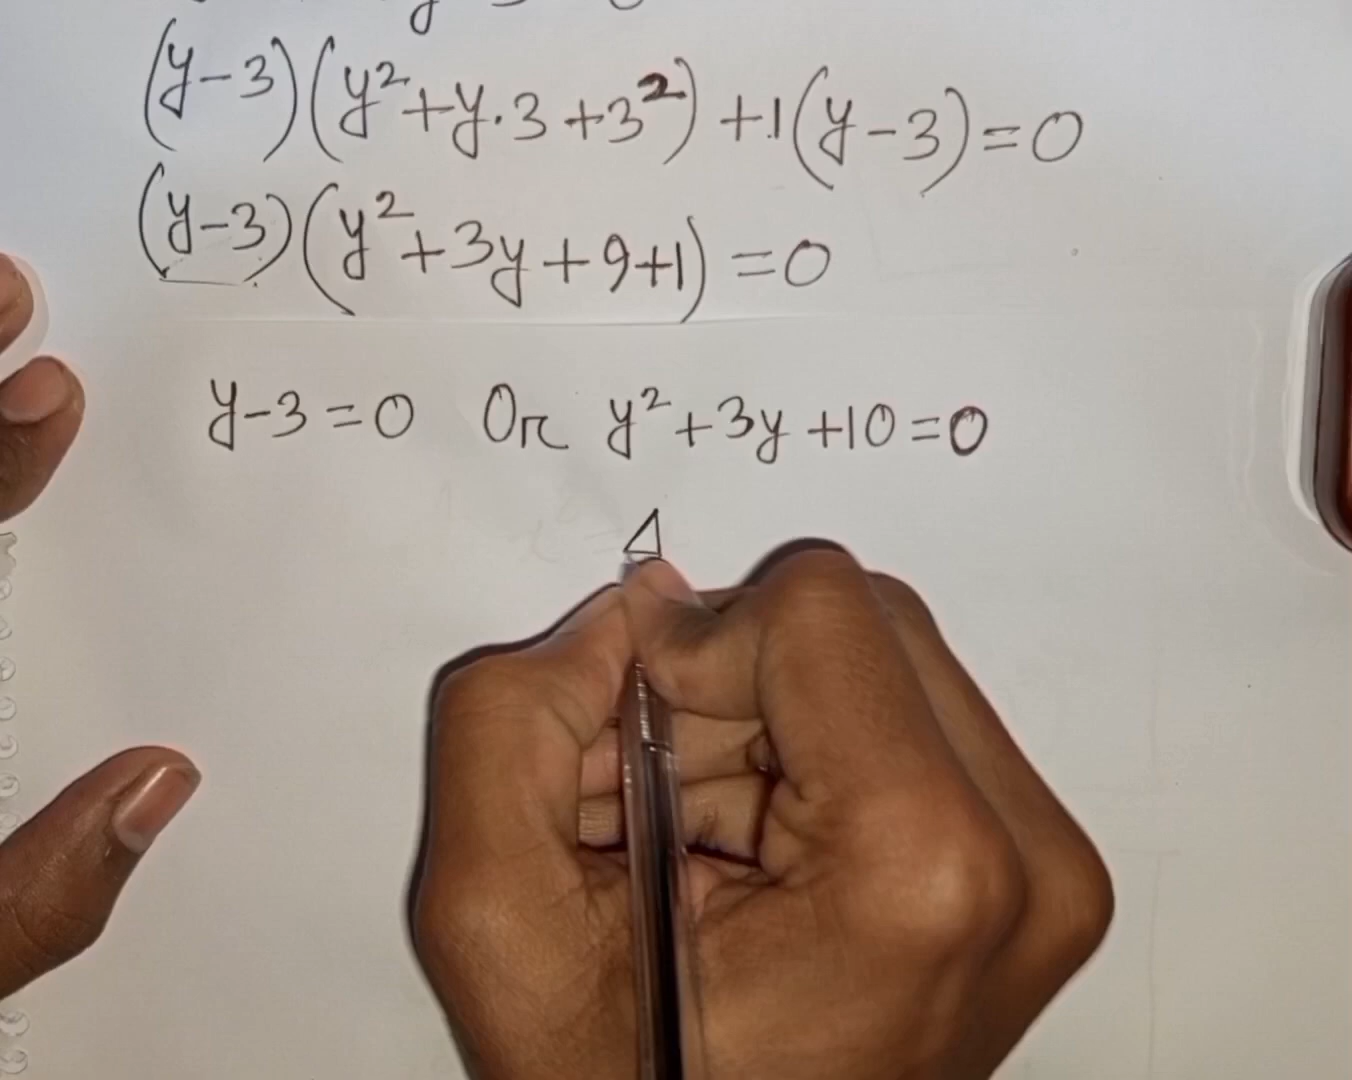 (y-3)(y²+y.3+3²)+1(y-3)=0
(y-3)(y²+3y+9+1)=0
y-3=0 Or y²+3y+10=0
Δ